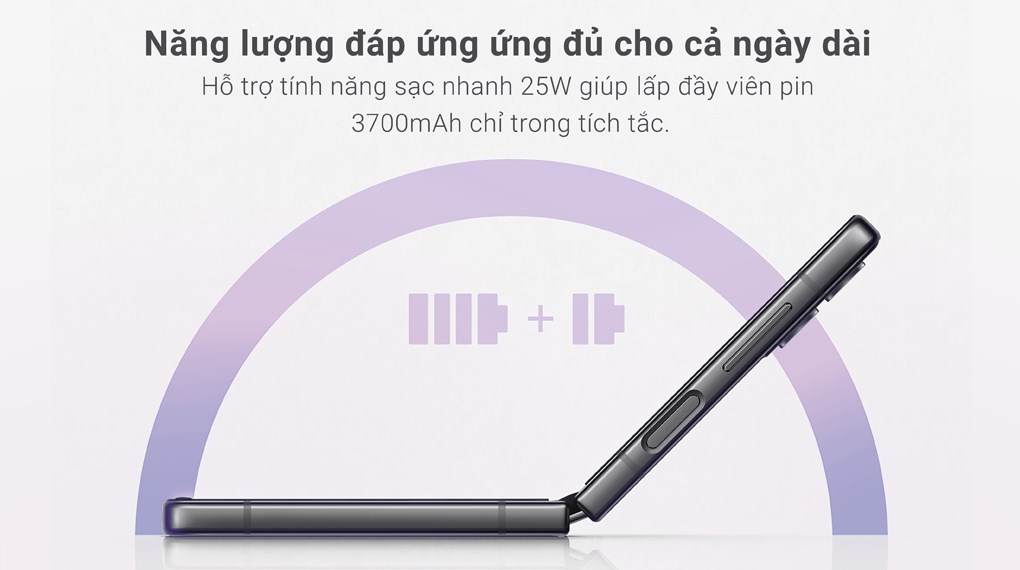 Năng lượng đáp ứng ứng đủ cho cả ngày dài
Hỗ trợ tính năng sạc nhanh 25W giúp lấp đầy viên pin
3700mAh chỉ trong tích tắc.